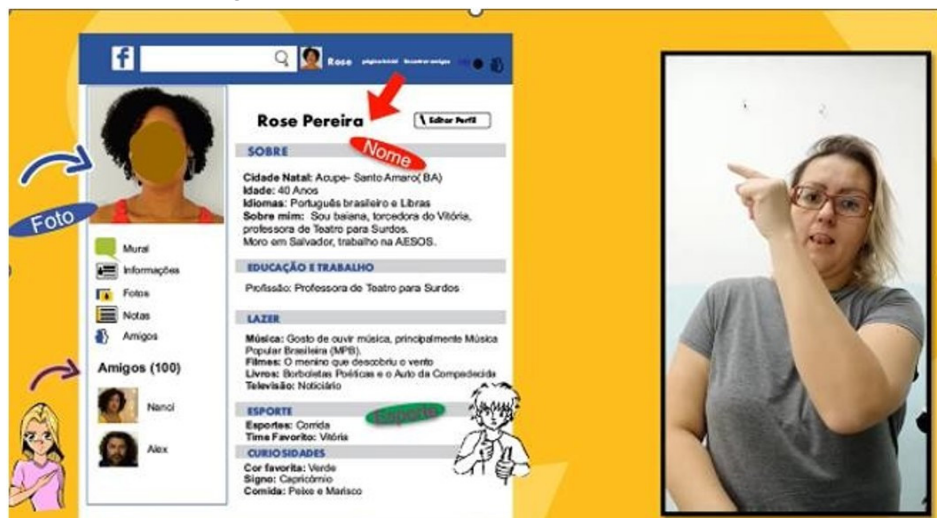 f
Rose página inicial Encontrar amigos
Foto
Mural
Informações
Fotos
Notas
Amigos
Amigos (100)
Nanci
Alex
Rose Pereira
Editar Perfil
Nome
SOBRE
Cidade Natal: Acupe- Santo Amaro( BA)
Idade: 40 Anos
Idiomas: Português brasileiro e Libras
Sobre mim: Sou baiana, torcedora do Vitória,
professora de Teatro para Surdos.
Moro em Salvador, trabalho na AESOS.
EDUCAÇÃO E TRABALHO
Profissão: Professora de Teatro para Surdos
LAZER
Música: Gosto de ouvir música, principalmente Música
Popular Brasileira (MPB).
Filmes: O menino que descobriu o vento
Livros: Borboletas Poéticas e o Auto da Compadecida
Televisão: Noticiário
ESPORTE
Esporte
Esportes: Corrida
Time Favorito: Vitória
CURIOSIDADES
Cor favorita: Verde
Signo: Capricórnio
Comida: Peixe e Marisco